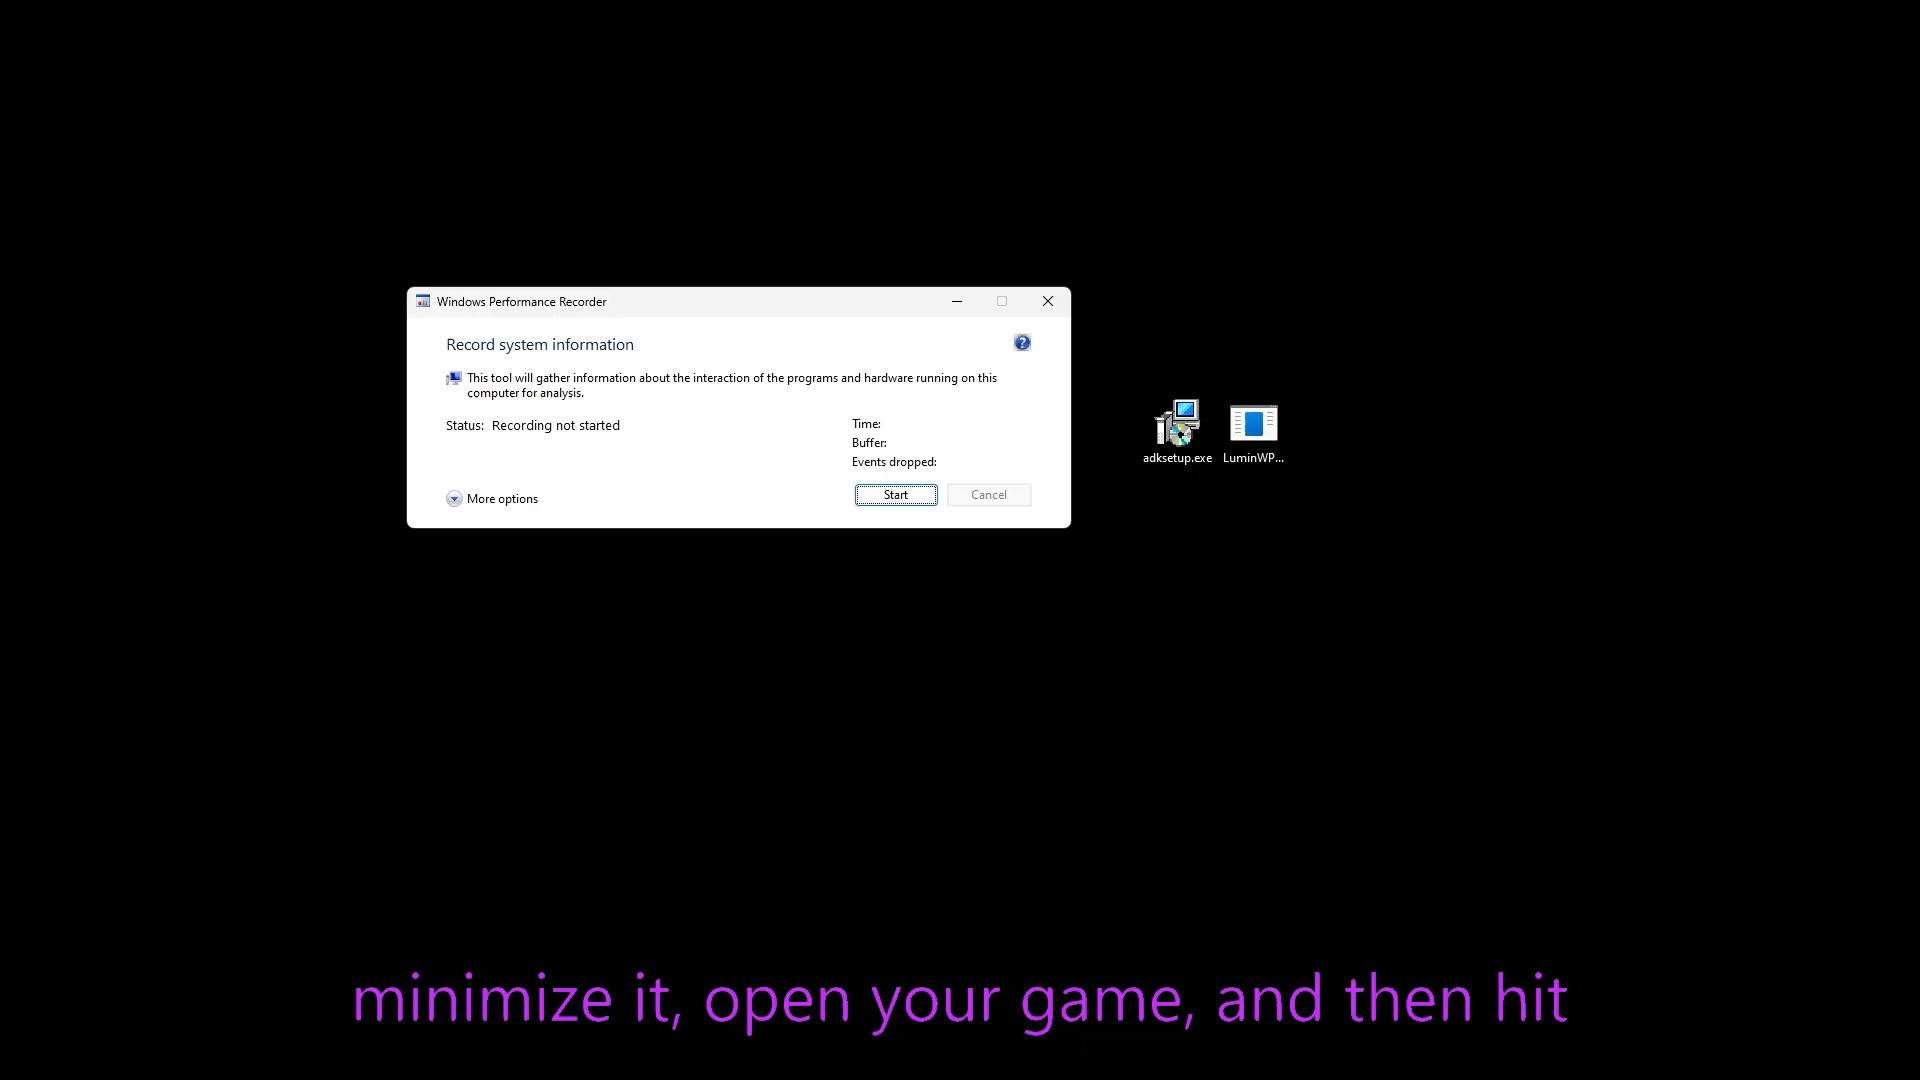 Windows Performance Recorder
Record system information
This tool will gather information about the interaction of the programs and hardware running on this
computer for analysis.
Status: Recording not started
Time:
Buffer:
Events dropped:
More options
Start
Cancel
adksetup.exe
LuminWP...
minimize it, open your game, and then hit